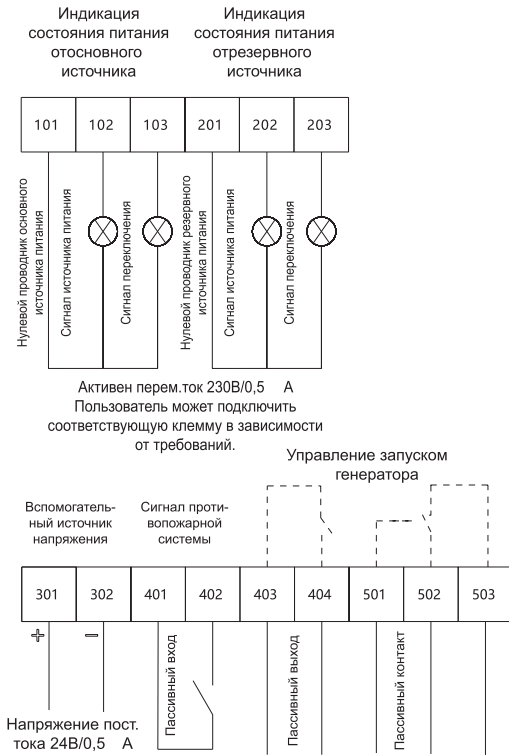 Индикация
состояния питания
отосновного
источника
Индикация
состояния питания
отрезервного
источника
101 102 103 201 202 203
Нулевой проводник основного
источника питания
Сигнал источника питания
Сигнал переключения
Нулевой проводник резервного
источника питания
Сигнал источника питания
Сигнал переключения
Активен перем.ток 230В/0,5 А
Пользователь может подключить
соответствующую клемму в зависимости
от требований.
Управление запуском
генератора
Вспомогатель-
ный источник
напряжения
Сигнал проти-
вопожарной
системы
301 302 401 402 403 404 501 502 503
+ −
Пассивный вход
Пассивный выход
Пассивный контакт
Напряжение пост.
тока 24В/0,5 А